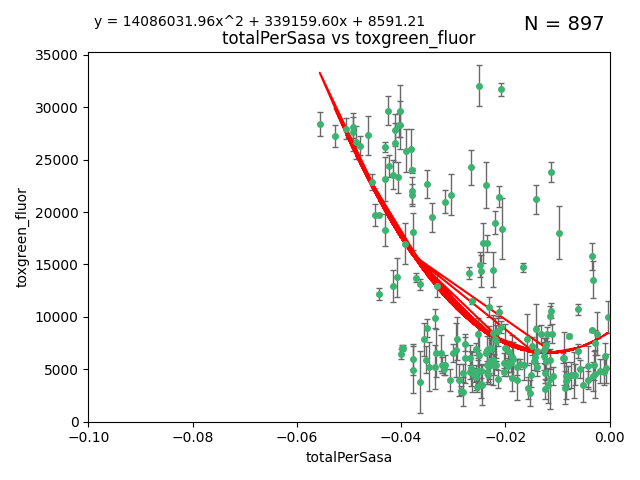 y = 14086031.96x^2 + 339159.60x + 8591.21
N = 897
totalPerSasa vs toxgreen_fluor
35000
30000
25000
20000
15000
10000
5000
0
toxgreen_fluor
−0.10
−0.08
−0.06
−0.04
−0.02
0.00
totalPerSasa